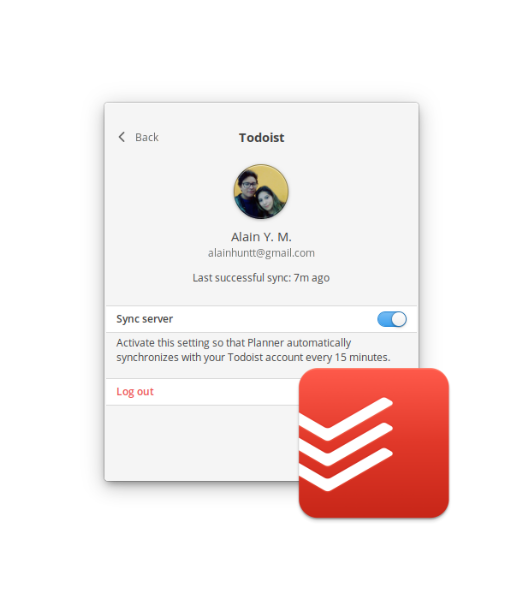 Back
Todoist
Alain Y. M.
alainhuntt@gmail.com
Last successful sync: 7m ago
Sync server
Activate this setting so that Planner automatically
synchronizes with your Todoist account every 15 minutes.
Log out